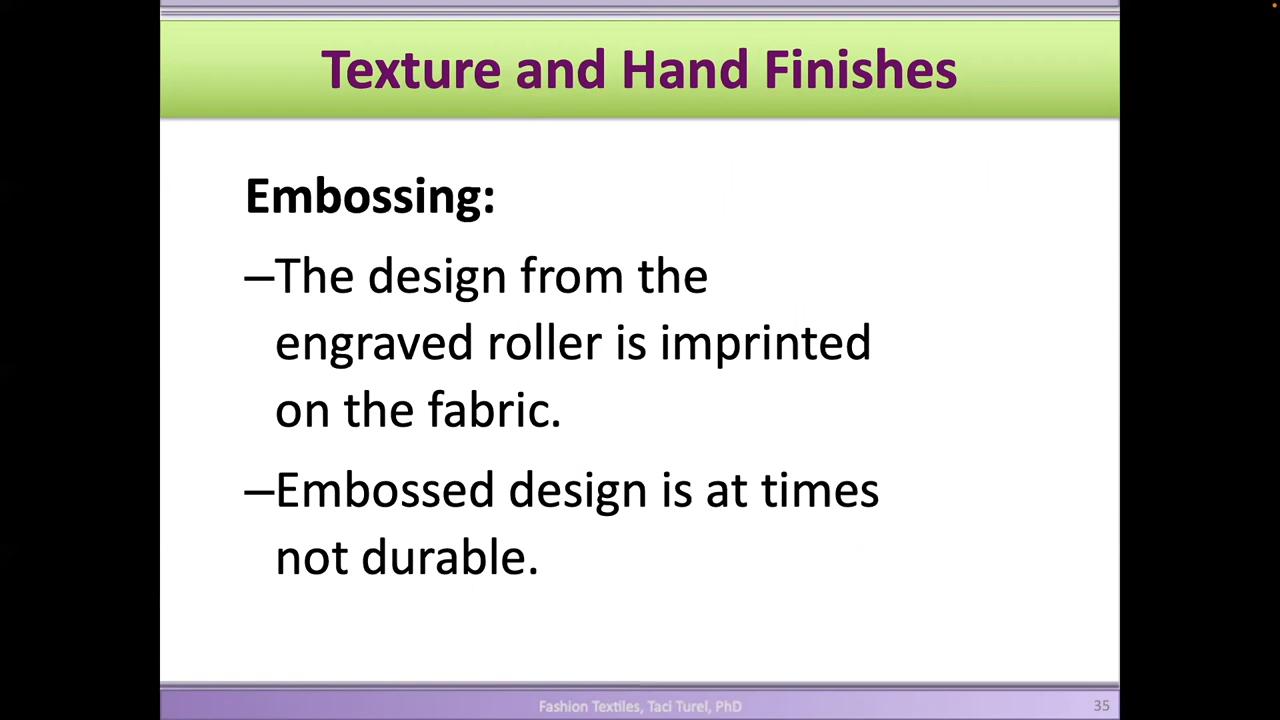 Texture and Hand Finishes
Embossing:
–The design from the
engraved roller is imprinted
on the fabric.
–Embossed design is at times
not durable.
Fashion Textiles, Taci Turel, PhD
35